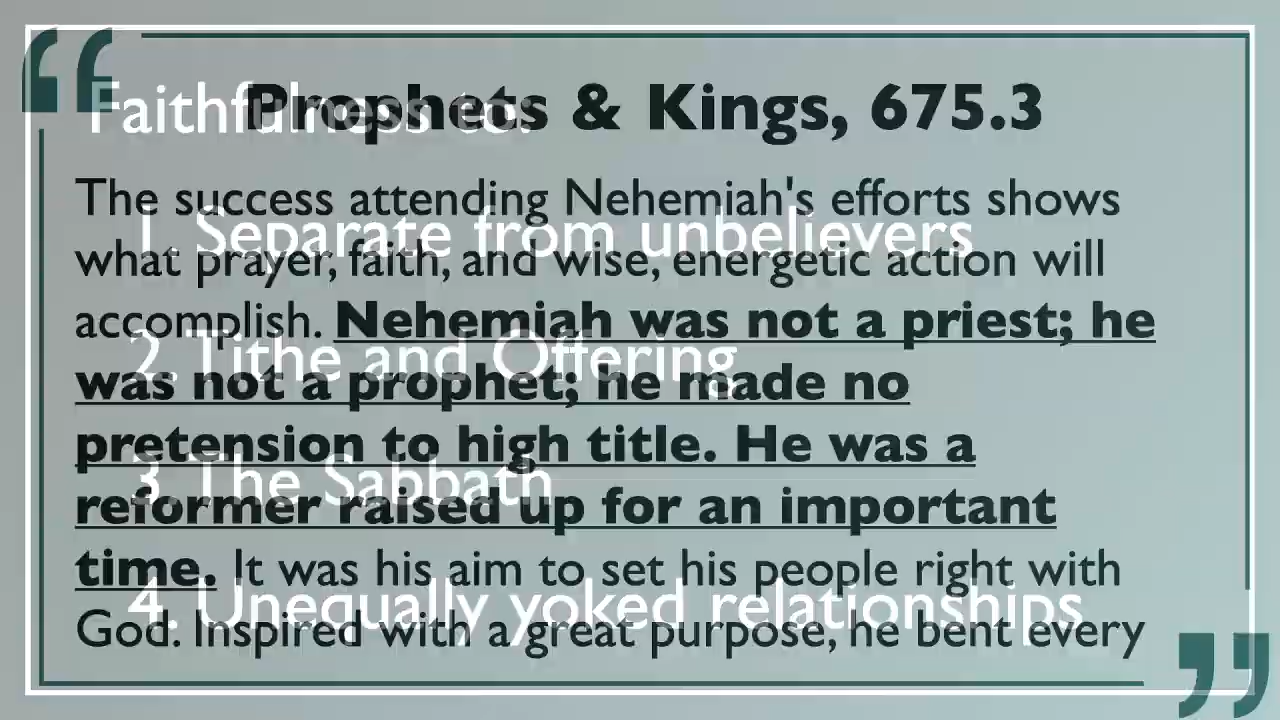 Faithfulness to:
1. Separate from unbelievers
2. Tithe and Offering
3. The Sabbath
4. Unequally yoked relationships
Prophets & Kings, 675.3
The success attending Nehemiah's efforts shows
what prayer, faith, and wise, energetic action will
accomplish. Nehemiah was not a priest; he
was not a prophet; he made no
pretension to high title. He was a
reformer raised up for an important
time. It was his aim to set his people right with
God. Inspired with a great purpose, he bent every